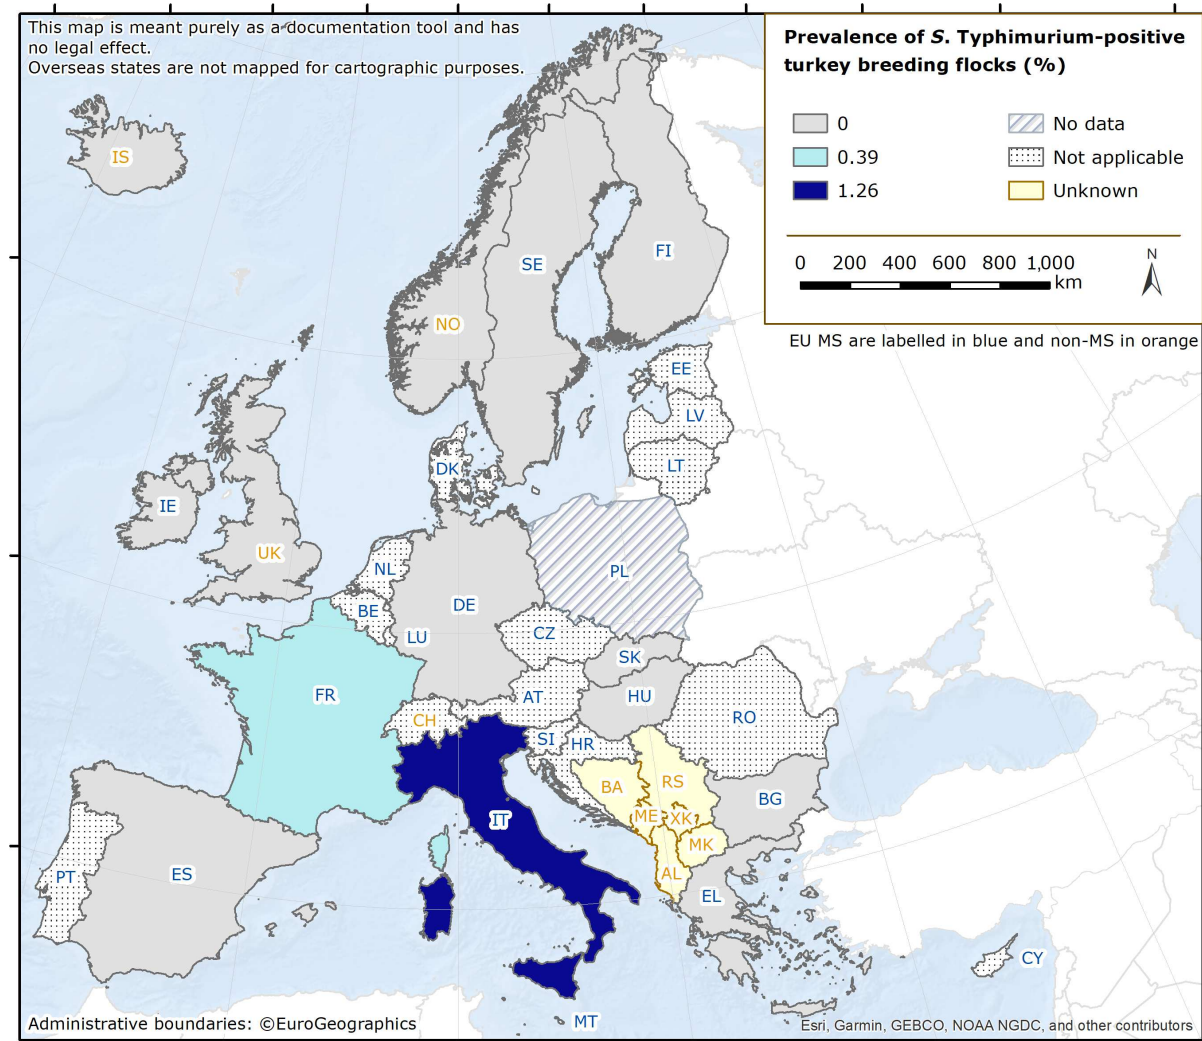 This map is meant purely as a documentation tool and has
no legal effect.
Overseas states are not mapped for cartographic purposes.
Prevalence of S. Typhimurium-positive
turkey breeding flocks (%)
0
No data
0.39
Not applicable
1.26
Unknown
0 200 400 600 800 1,000
km
N
EU MS are labelled in blue and non-MS in orange
IS
FI
SE
NO
EE
LV
LT
DK
IE
UK
NL
PL
BE
DE
LU
CZ
SK
FR
HU
AT
CH
RO
SI
HR
BA
RS
BG
IT
ME
XK
MK
ES
PT
AL
EL
CY
MT
Administrative boundaries: ©EuroGeographics
Esri, Garmin, GEBCO, NOAA NGDC, and other contributors